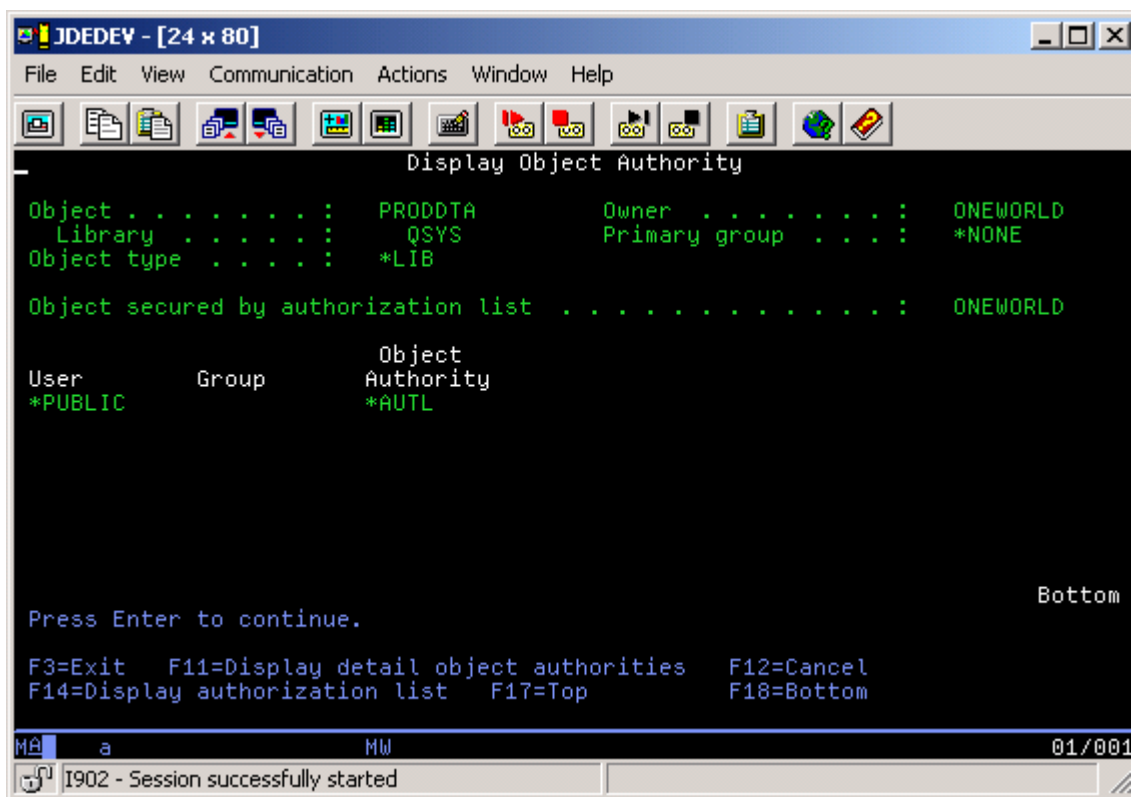 JDEDEV - [24 x 80]
File Edit View Communication Actions Window Help
Display Object Authority
Object . . . . . . . : PRODDTA Owner . . . . . . . : ONEWORLD
Library . . . . . : QSYS Primary group . . . : *NONE
Object type . . . . : *LIB
Object secured by authorization list . . . . . . . . . . . . : ONEWORLD
Object
User Group Authority
*PUBLIC *AUTL
Bottom
Press Enter to continue.
F3=Exit F11=Display detail object authorities F12=Cancel
F14=Display authorization list F17=Top F18=Bottom
MA a MW 01/001
I902 - Session successfully started